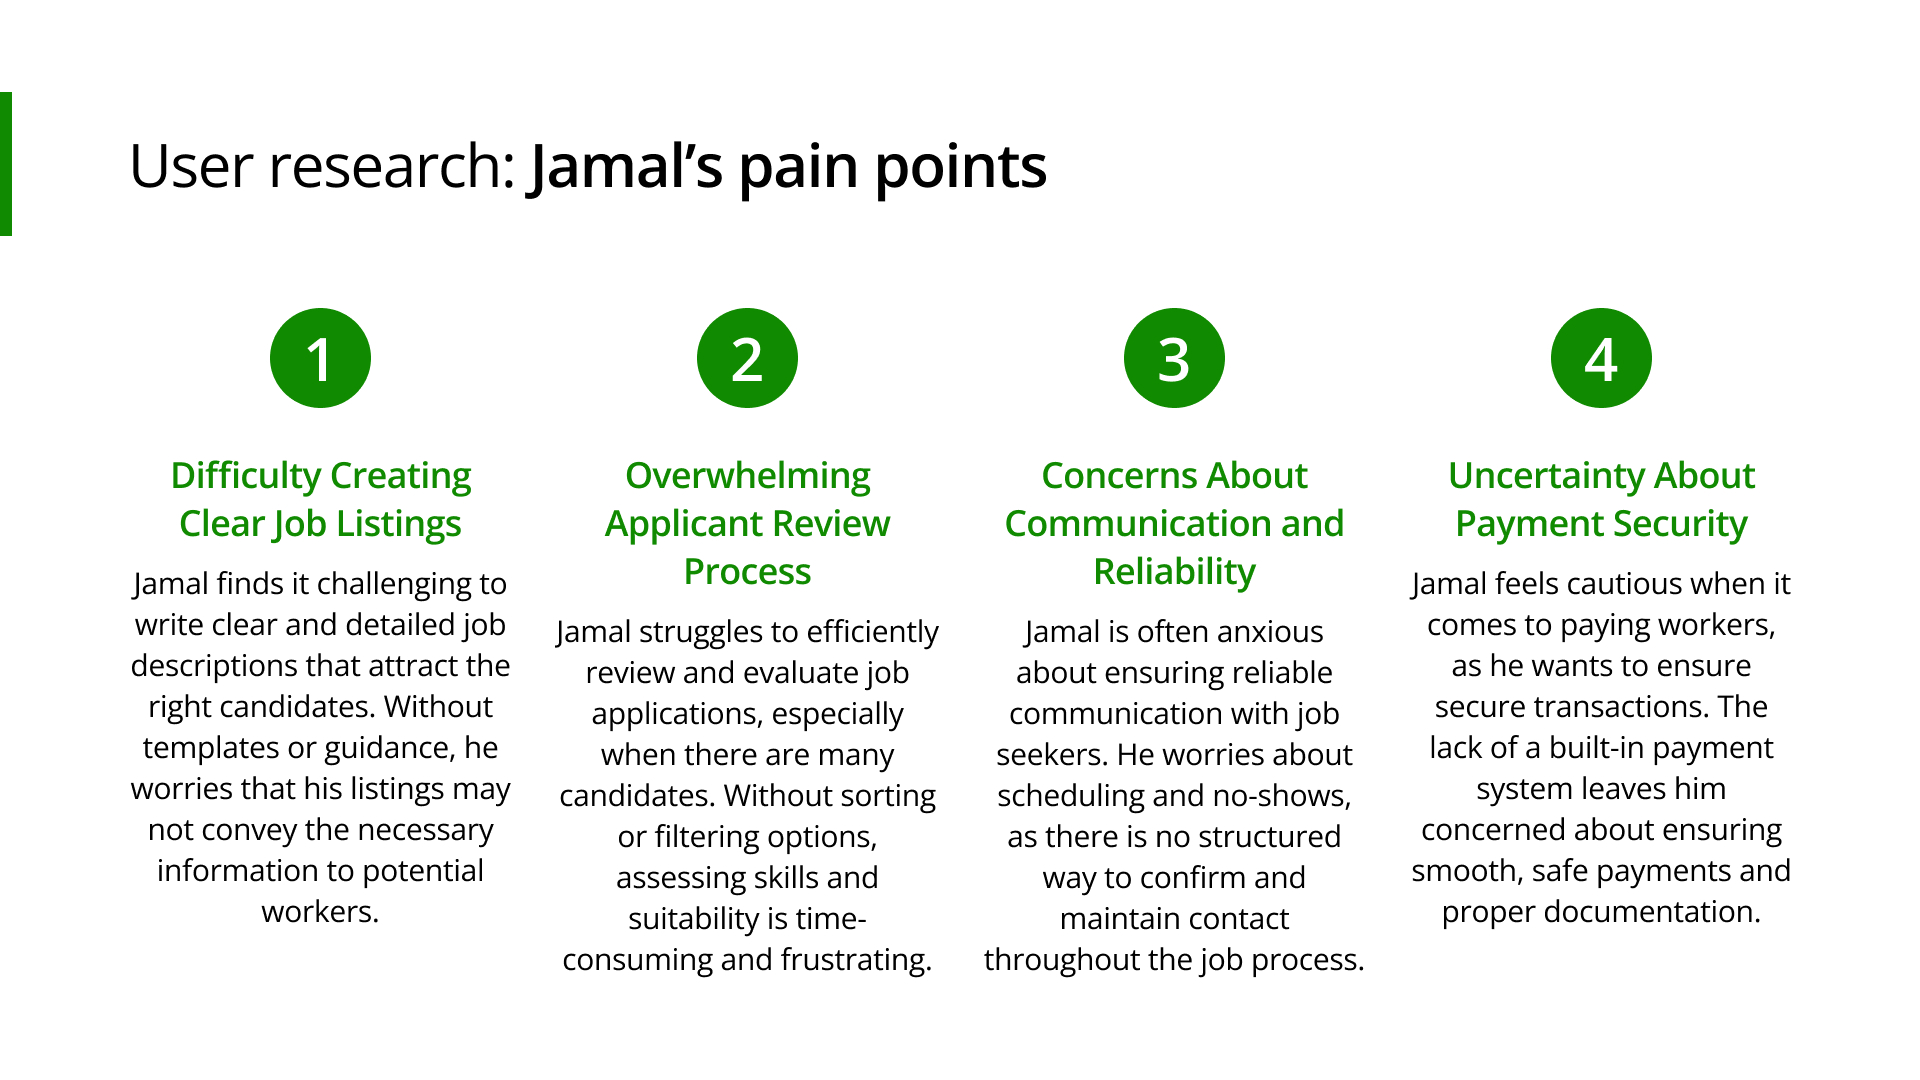 User research: Jamal’s pain points
1
Difficulty Creating
Clear Job Listings
Jamal finds it challenging to
write clear and detailed job
descriptions that attract the
right candidates. Without
templates or guidance, he
worries that his listings may
not convey the necessary
information to potential
workers.
2
Overwhelming
Applicant Review
Process
Jamal struggles to efficiently
review and evaluate job
applications, especially
when there are many
candidates. Without sorting
or filtering options,
assessing skills and
suitability is time-
consuming and frustrating.
3
Concerns About
Communication and
Reliability
Jamal is often anxious
about ensuring reliable
communication with job
seekers. He worries about
scheduling and no-shows,
as there is no structured
way to confirm and
maintain contact
throughout the job process.
4
Uncertainty About
Payment Security
Jamal feels cautious when it
comes to paying workers,
as he wants to ensure
secure transactions. The
lack of a built-in payment
system leaves him
concerned about ensuring
smooth, safe payments and
proper documentation.